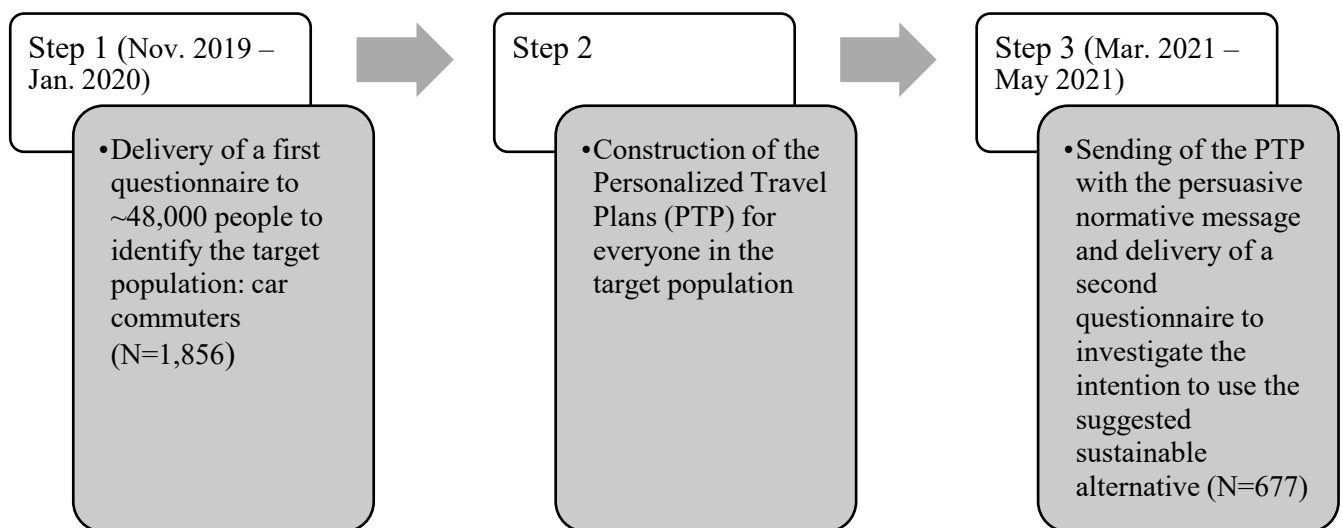 Step 1 (Nov. 2019 –
Jan. 2020)
•Delivery of a first
questionnaire to
~48,000 people to
identify the target
population: car
commuters
(N=1,856)
Step 2
•Construction of the
Personalized Travel
Plans (PTP) for
everyone in the
target population
Step 3 (Mar. 2021 –
May 2021)
•Sending of the PTP
with the persuasive
normative message
and delivery of a
second
questionnaire to
investigate the
intention to use the
suggested
sustainable
alternative (N=677)